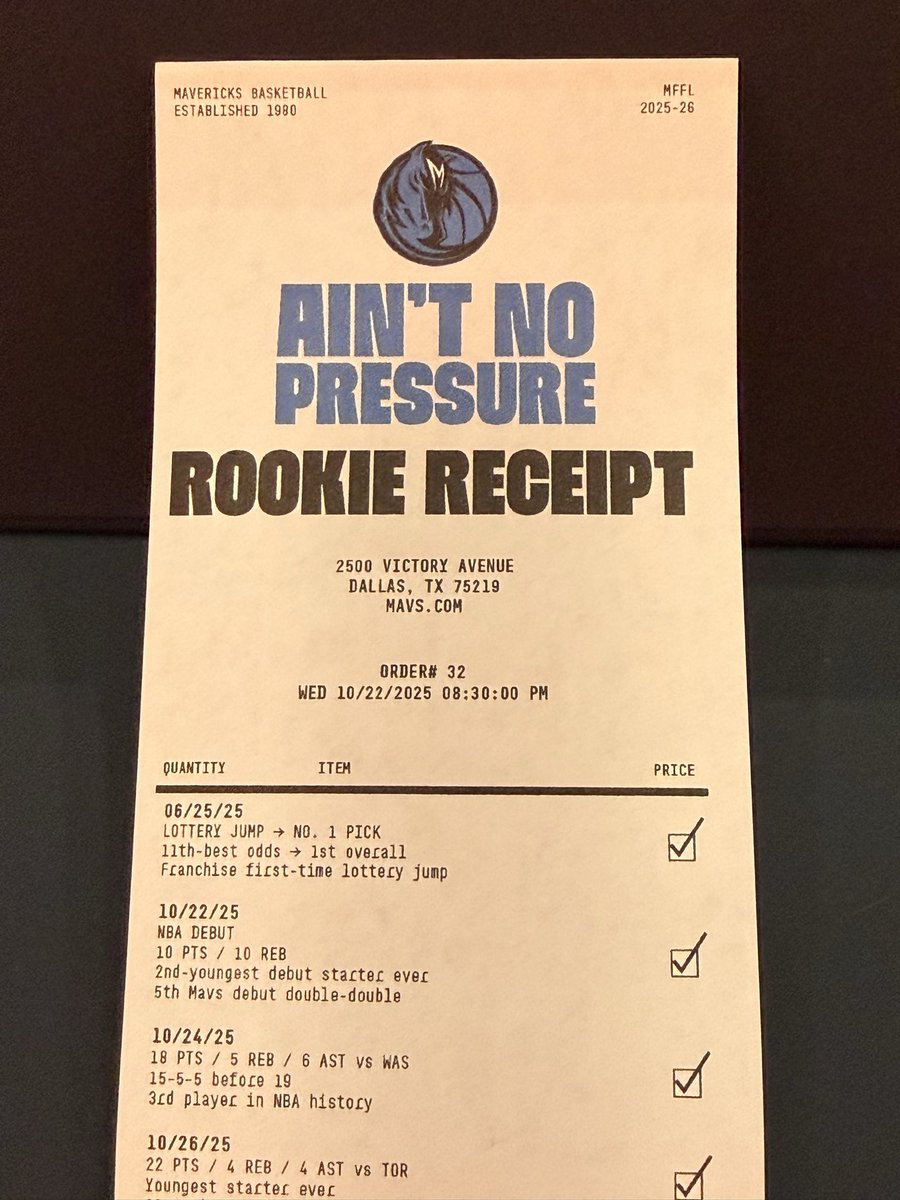 MAVERICKS BASKETBALL
ESTABLISHED 1980
MFFL
2025-26
M
AIN'T NO
PRESSURE
ROOKIE RECEIPT
2500 VICTORY AVENUE
DALLAS, TX 75219
MAVS.COM
ORDER# 32
WED 10/22/2025 08:30:00 PM
QUANTITY ITEM PRICE
06/25/25
LOTTERY JUMP → NO. 1 PICK
11th-best odds → 1st overall
Franchise first-time lottery jump
10/22/25
NBA DEBUT
10 PTS / 10 REB
2nd-youngest debut starter ever
5th Mavs debut double-double
10/24/25
18 PTS / 5 REB / 6 AST vs WAS
15-5-5 before 19
3rd player in NBA history
10/26/25
22 PTS / 4 REB / 4 AST vs TOR
Youngest starter ever